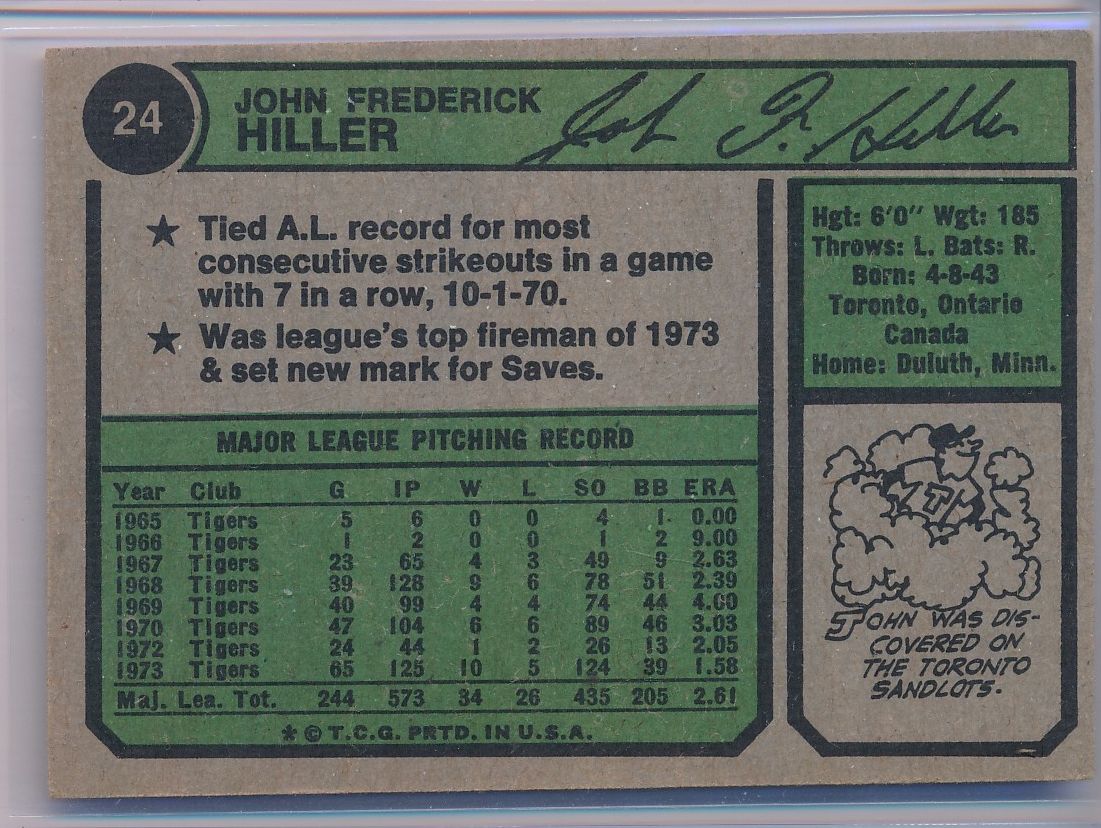 24
JOHN FREDERICK
HILLER
John F. Hiller
★ Tied A.L. record for most
consecutive strikeouts in a game
with 7 in a row, 10-1-70.
★ Was league's top fireman of 1973
& set new mark for Saves.
Hgt: 6'0" Wgt: 185
Throws: L. Bats: R.
Born: 4-8-43
Toronto, Ontario
Canada
Home: Duluth, Minn.
MAJOR LEAGUE PITCHING RECORD
Year Club G IP W L SO BB ERA
1965 Tigers 5 6 0 0 4 1 0.00
1966 Tigers 1 2 0 0 1 2 9.00
1967 Tigers 23 65 4 3 49 9 2.63
1968 Tigers 39 128 9 6 78 51 2.39
1969 Tigers 40 99 4 4 74 44 4.00
1970 Tigers 47 104 6 6 89 46 3.03
1972 Tigers 24 44 1 2 26 13 2.05
1973 Tigers 65 125 10 5 124 39 1.58
Maj. Lea. Tot. 244 573 34 26 435 205 2.61
* © T.C.G. PRTD. IN U.S.A.
JOHN WAS DIS-
COVERED ON
THE TORONTO
SANDLOTS.